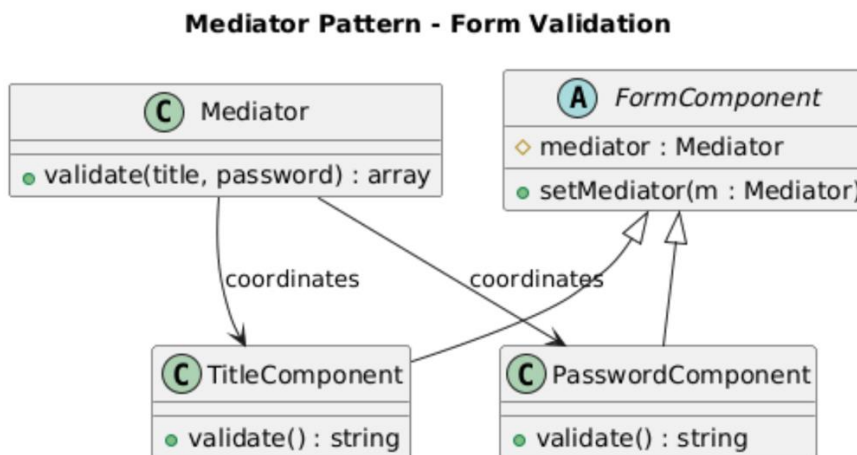 Mediator Pattern - Form Validation
C Mediator
validate(title, password) : array
A FormComponent
mediator : Mediator
setMediator(m : Mediator)
coordinates
coordinates
C TitleComponent
validate() : string
C PasswordComponent
validate() : string